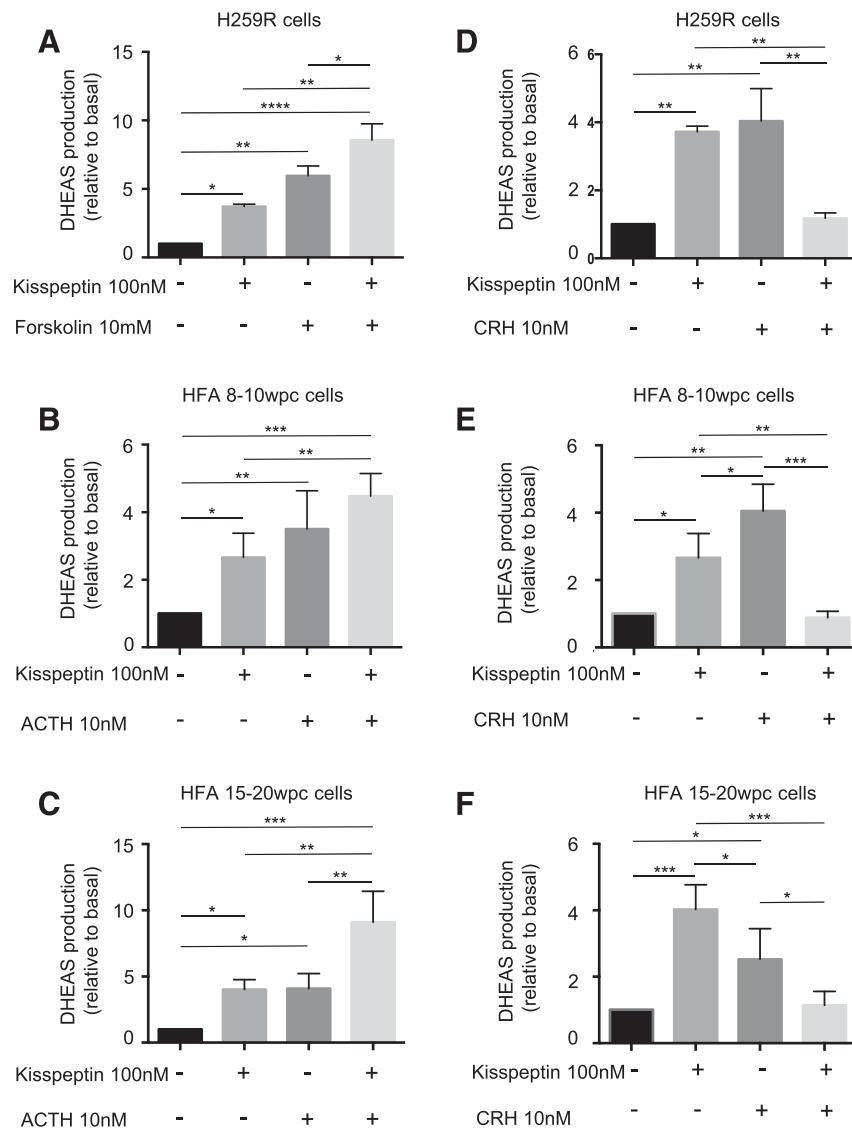 A
H259R cells
DHEAS production
(relative to basal)
15
10
5
0
*
**
****
**
*
Kisspeptin 100nM - + - +
Forskolin 10mM - - + +
B
HFA 8-10wpc cells
DHEAS production
(relative to basal)
6
4
2
0
***
**
**
*
Kisspeptin 100nM - + - +
ACTH 10nM - - + +
C
HFA 15-20wpc cells
DHEAS production
(relative to basal)
15
10
5
0
***
**
**
*
*
Kisspeptin 100nM - + - +
ACTH 10nM - - + +
D
H259R cells
DHEAS production
(relative to basal)
6 6
4 4
2 2
0 0
**
**
**
**
Kisspeptin 100nM - + - +
CRH 10nM - - + +
E
HFA 8-10wpc cells
DHEAS production
(relative to basal)
6
4
2
0
**
**
***
*
*
Kisspeptin 100nM - + - +
CRH 10nM - - + +
F
HFA 15-20wpc cells
DHEAS production
(relative to basal)
6
4
2
0
***
*
*
***
*
Kisspeptin 100nM - + - +
CRH 10nM - - + +